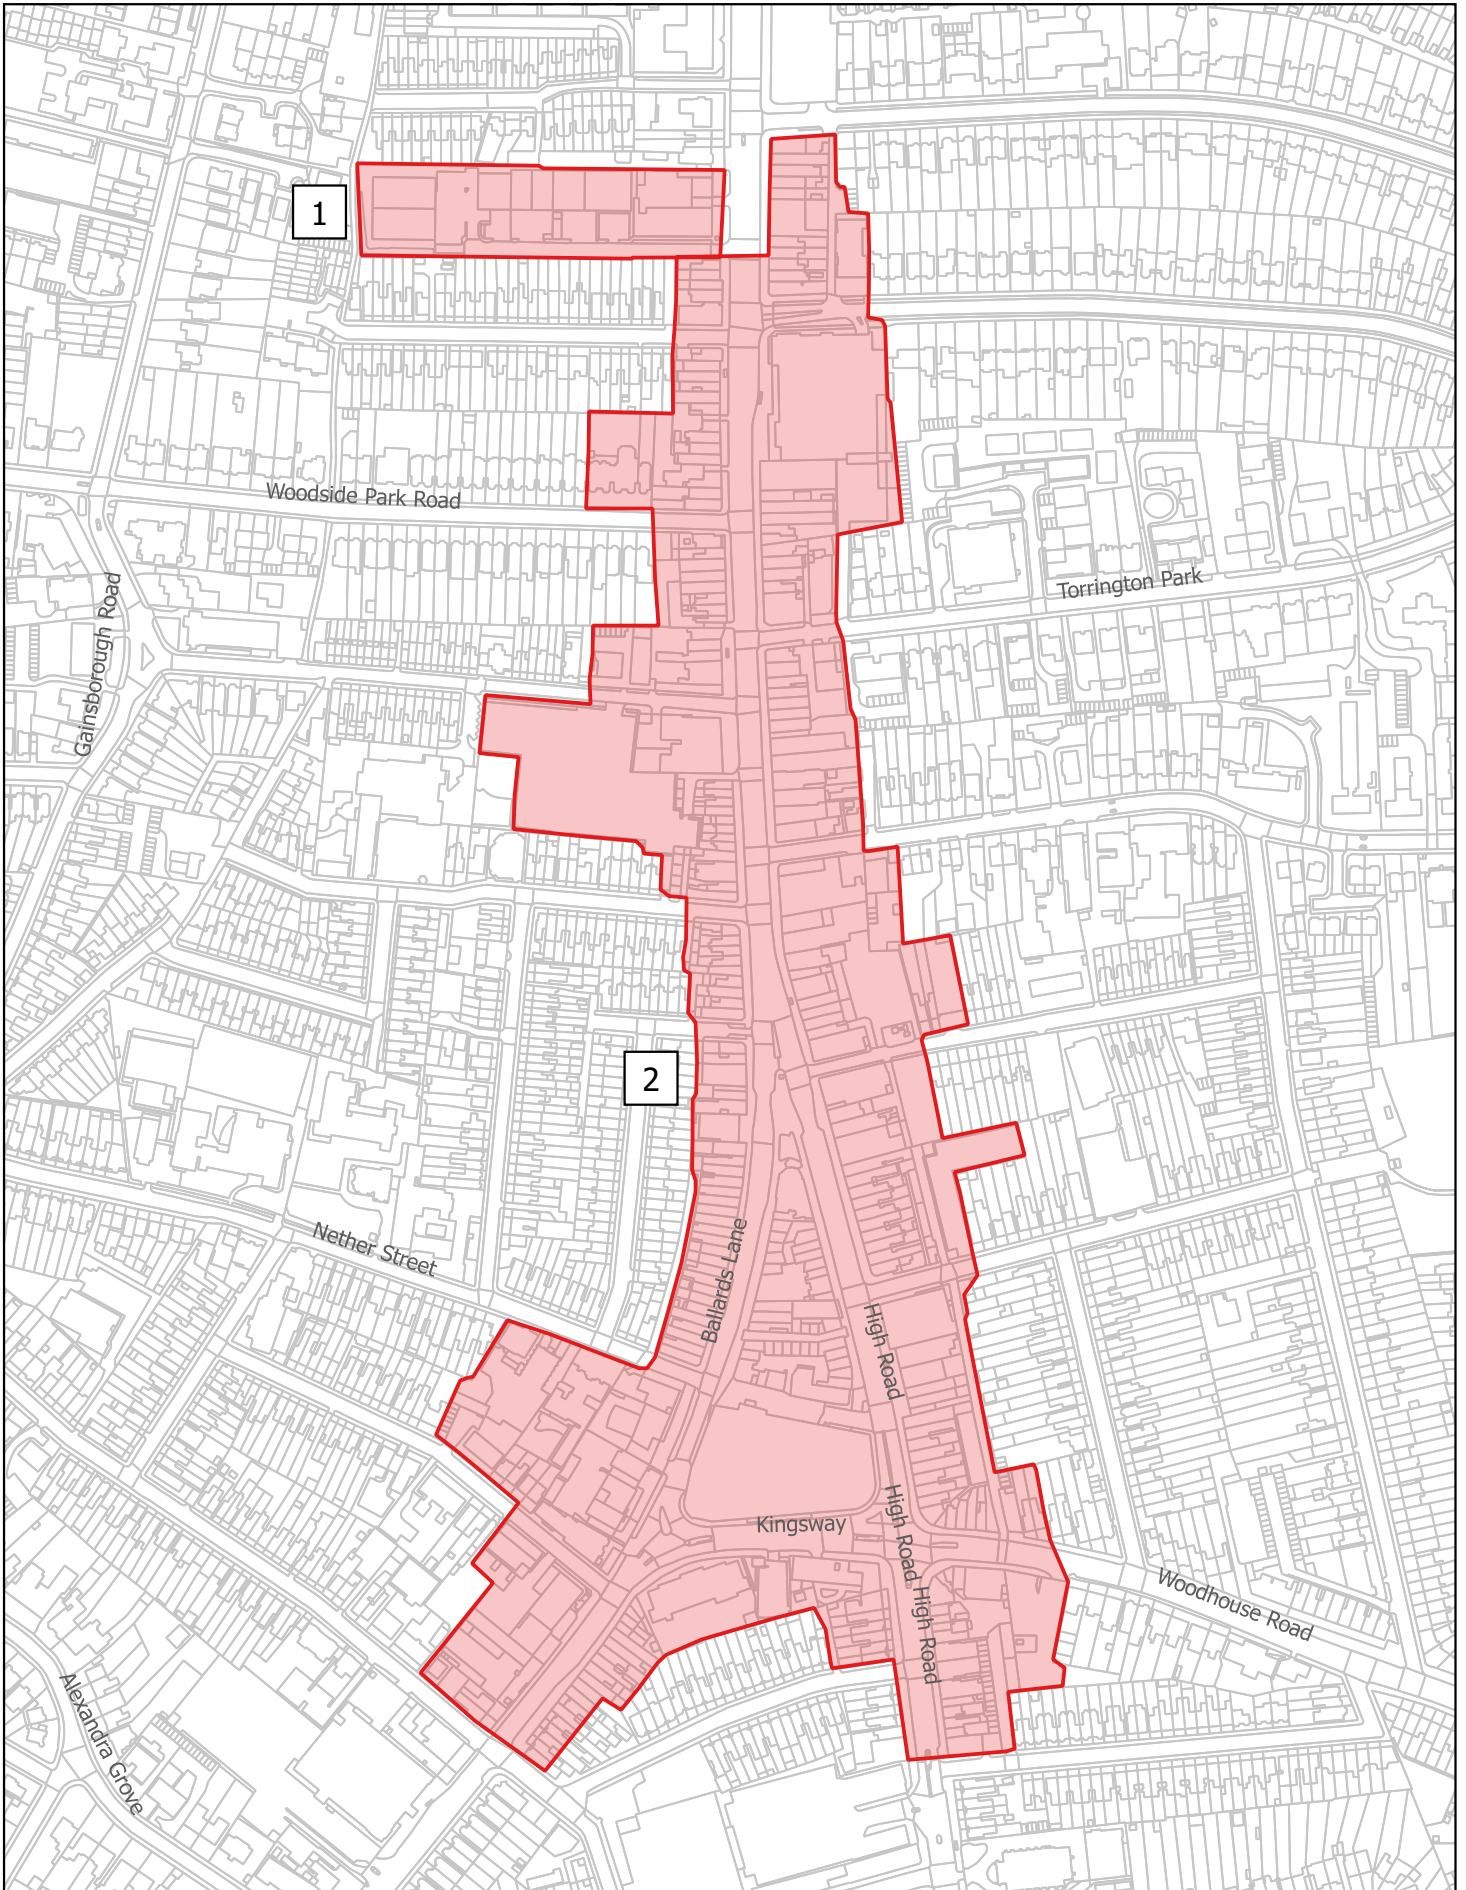 1
Woodside Park Road
Gainsborough Road
Torrington Park
2
Nether Street
Ballards Lane
High Road
High Road
Kingsway
High Road
Woodhouse Road
Alexandra Grove